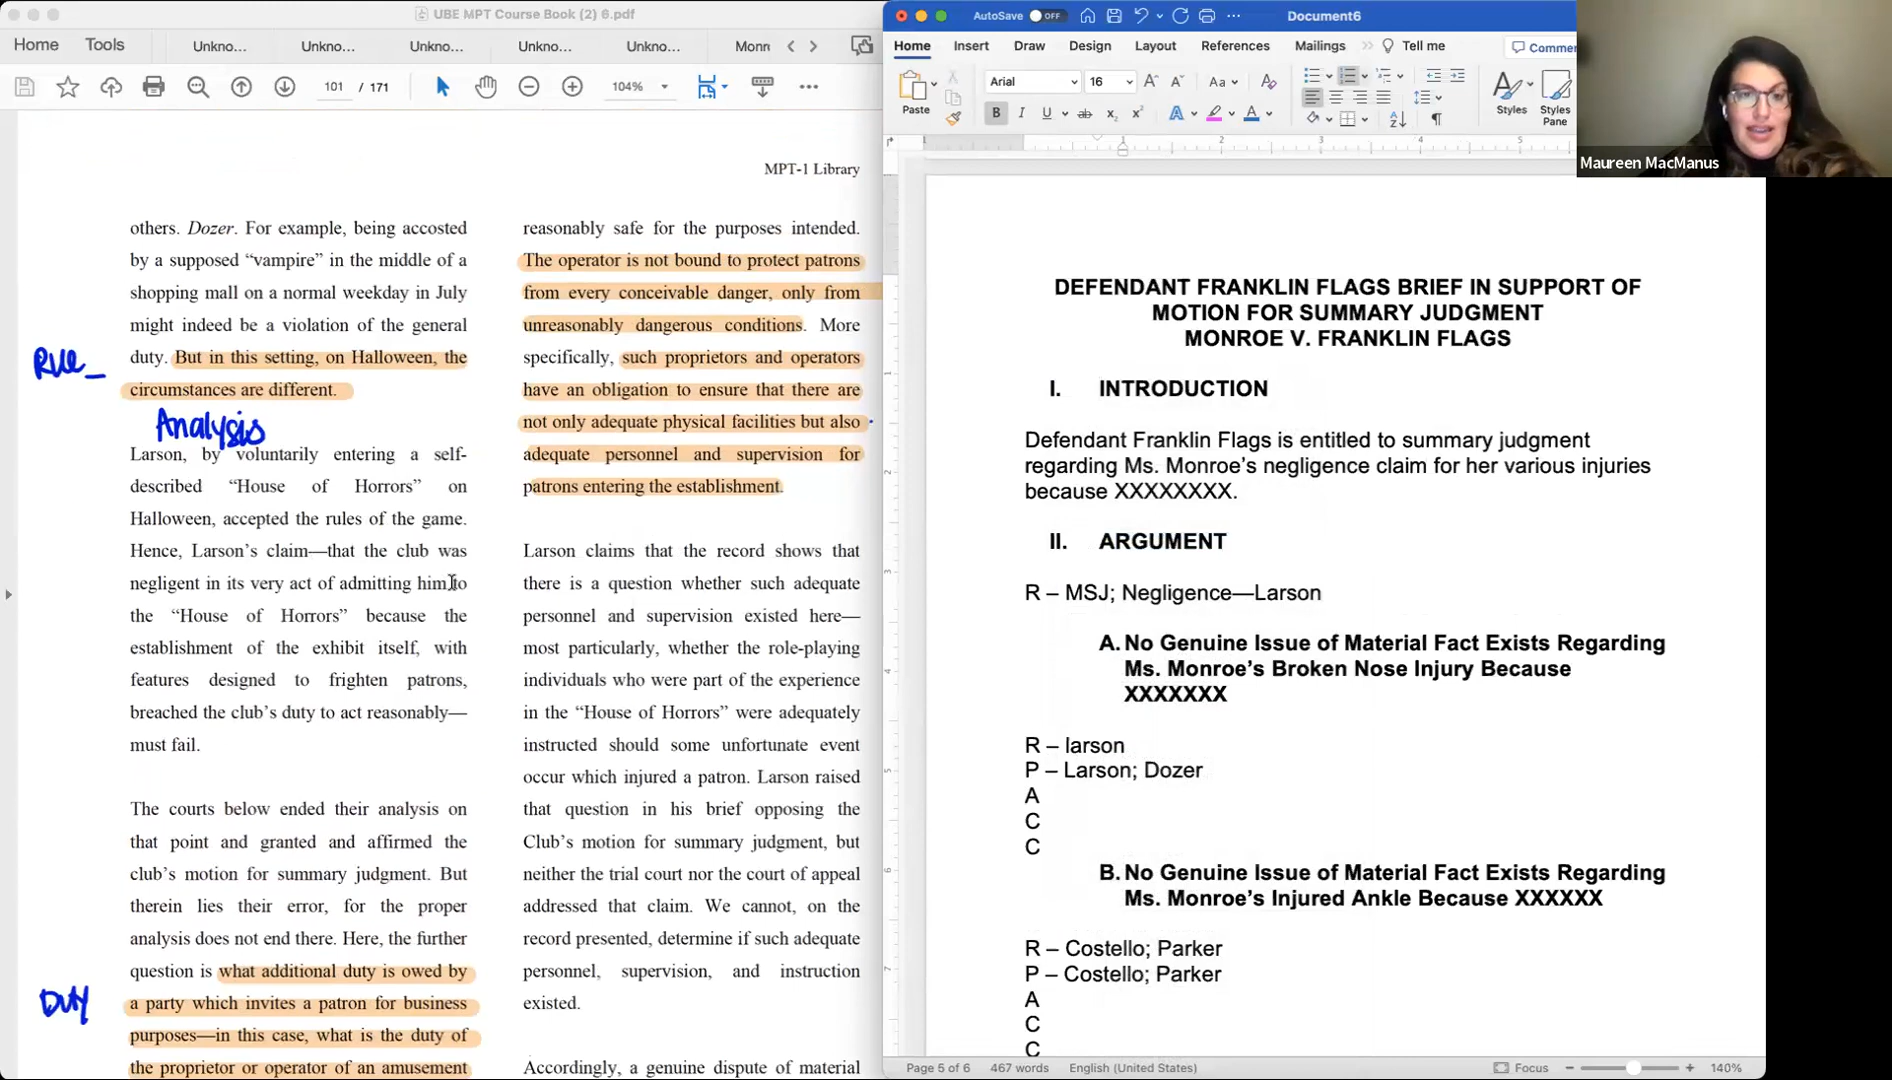 UBE MPT Course Book (2) 6.pdf
Home Tools Unkno... Unkno... Unkno... Unkno... Unkno... Monr
101 / 171 104%
MPT-1 Library
others. Dozer. For example, being accosted
by a supposed “vampire” in the middle of a
shopping mall on a normal weekday in July
might indeed be a violation of the general
duty. But in this setting, on Halloween, the
circumstances are different.
Rule_
Analysis
Larson, by voluntarily entering a self-
described “House of Horrors” on
Halloween, accepted the rules of the game.
Hence, Larson’s claim—that the club was
negligent in its very act of admitting him to
the “House of Horrors” because the
establishment of the exhibit itself, with
features designed to frighten patrons,
breached the club’s duty to act reasonably—
must fail.
The courts below ended their analysis on
that point and granted and affirmed the
club’s motion for summary judgment. But
therein lies their error, for the proper
analysis does not end there. Here, the further
question is what additional duty is owed by
a party which invites a patron for business
purposes—in this case, what is the duty of
the proprietor or operator of an amusement
Duty
reasonably safe for the purposes intended.
The operator is not bound to protect patrons
from every conceivable danger, only from
unreasonably dangerous conditions. More
specifically, such proprietors and operators
have an obligation to ensure that there are
not only adequate physical facilities but also
adequate personnel and supervision for
patrons entering the establishment.
Larson claims that the record shows that
there is a question whether such adequate
personnel and supervision existed here—
most particularly, whether the role-playing
individuals who were part of the experience
in the “House of Horrors” were adequately
instructed should some unfortunate event
occur which injured a patron. Larson raised
that question in his brief opposing the
Club’s motion for summary judgment, but
neither the trial court nor the court of appeal
addressed that claim. We cannot, on the
record presented, determine if such adequate
personnel, supervision, and instruction
existed.
Accordingly, a genuine dispute of material
AutoSave OFF Document6
Home Insert Draw Design Layout References Mailings Tell me Comme
Paste Arial 16 Aa Styles Styles Pane
1 2 3 4 5
DEFENDANT FRANKLIN FLAGS BRIEF IN SUPPORT OF
MOTION FOR SUMMARY JUDGMENT
MONROE V. FRANKLIN FLAGS
I. INTRODUCTION
Defendant Franklin Flags is entitled to summary judgment
regarding Ms. Monroe’s negligence claim for her various injuries
because XXXXXXXX.
II. ARGUMENT
R – MSJ; Negligence—Larson
A. No Genuine Issue of Material Fact Exists Regarding
Ms. Monroe’s Broken Nose Injury Because
XXXXXXX
R – larson
P – Larson; Dozer
A
C
C
B. No Genuine Issue of Material Fact Exists Regarding
Ms. Monroe’s Injured Ankle Because XXXXXX
R – Costello; Parker
P – Costello; Parker
A
C
C
Page 5 of 6 467 words English (United States) Focus 140%
Maureen MacManus